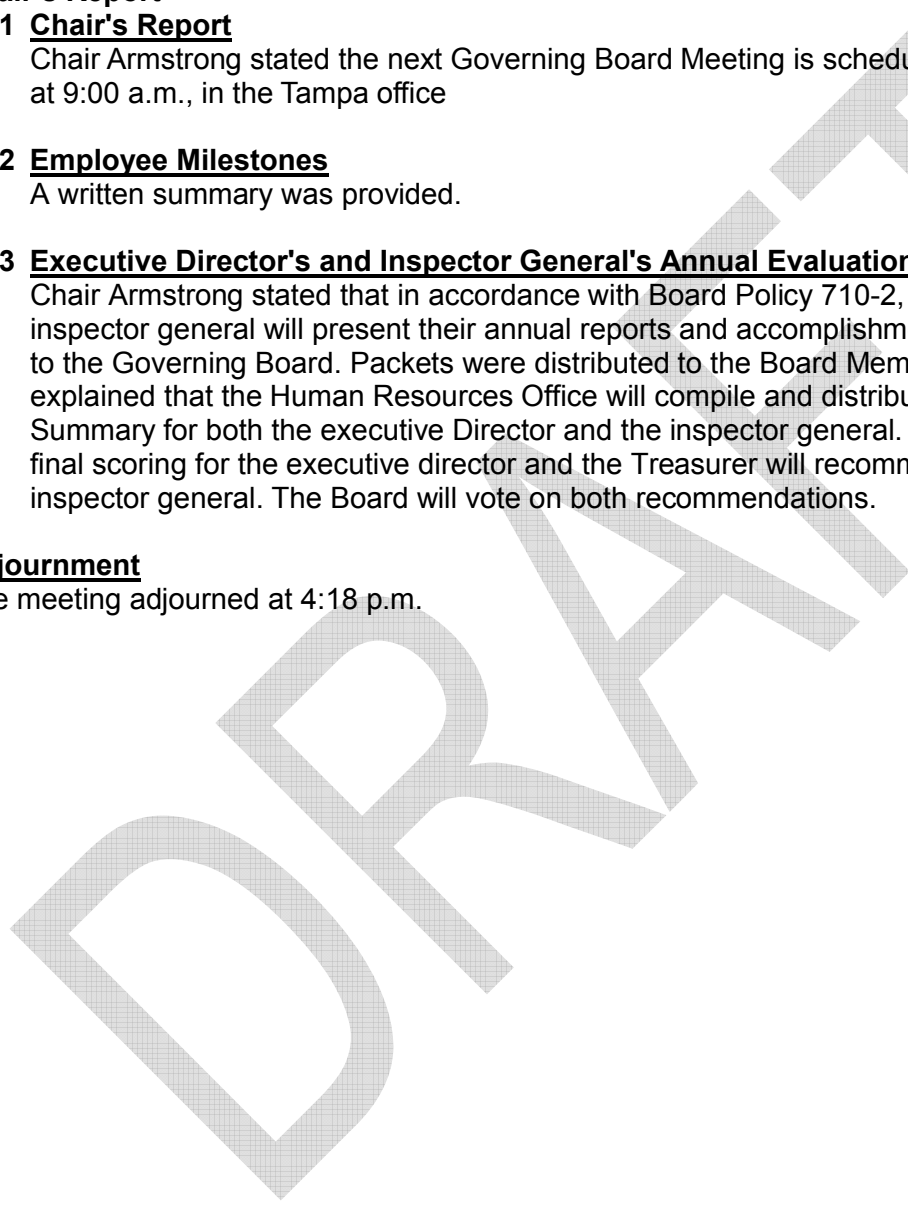 1 Chair's Report
Chair Armstrong stated the next Governing Board Meeting is schedu
at 9:00 a.m., in the Tampa office
2 Employee Milestones
A written summary was provided.
3 Executive Director's and Inspector General's Annual Evaluation
Chair Armstrong stated that in accordance with Board Policy 710-2,
inspector general will present their annual reports and accomplishm
to the Governing Board. Packets were distributed to the Board Mem
explained that the Human Resources Office will compile and distribu
Summary for both the executive Director and the inspector general.
final scoring for the executive director and the Treasurer will recomm
inspector general. The Board will vote on both recommendations.
journment
e meeting adjourned at 4:18 p.m.
DRAFT